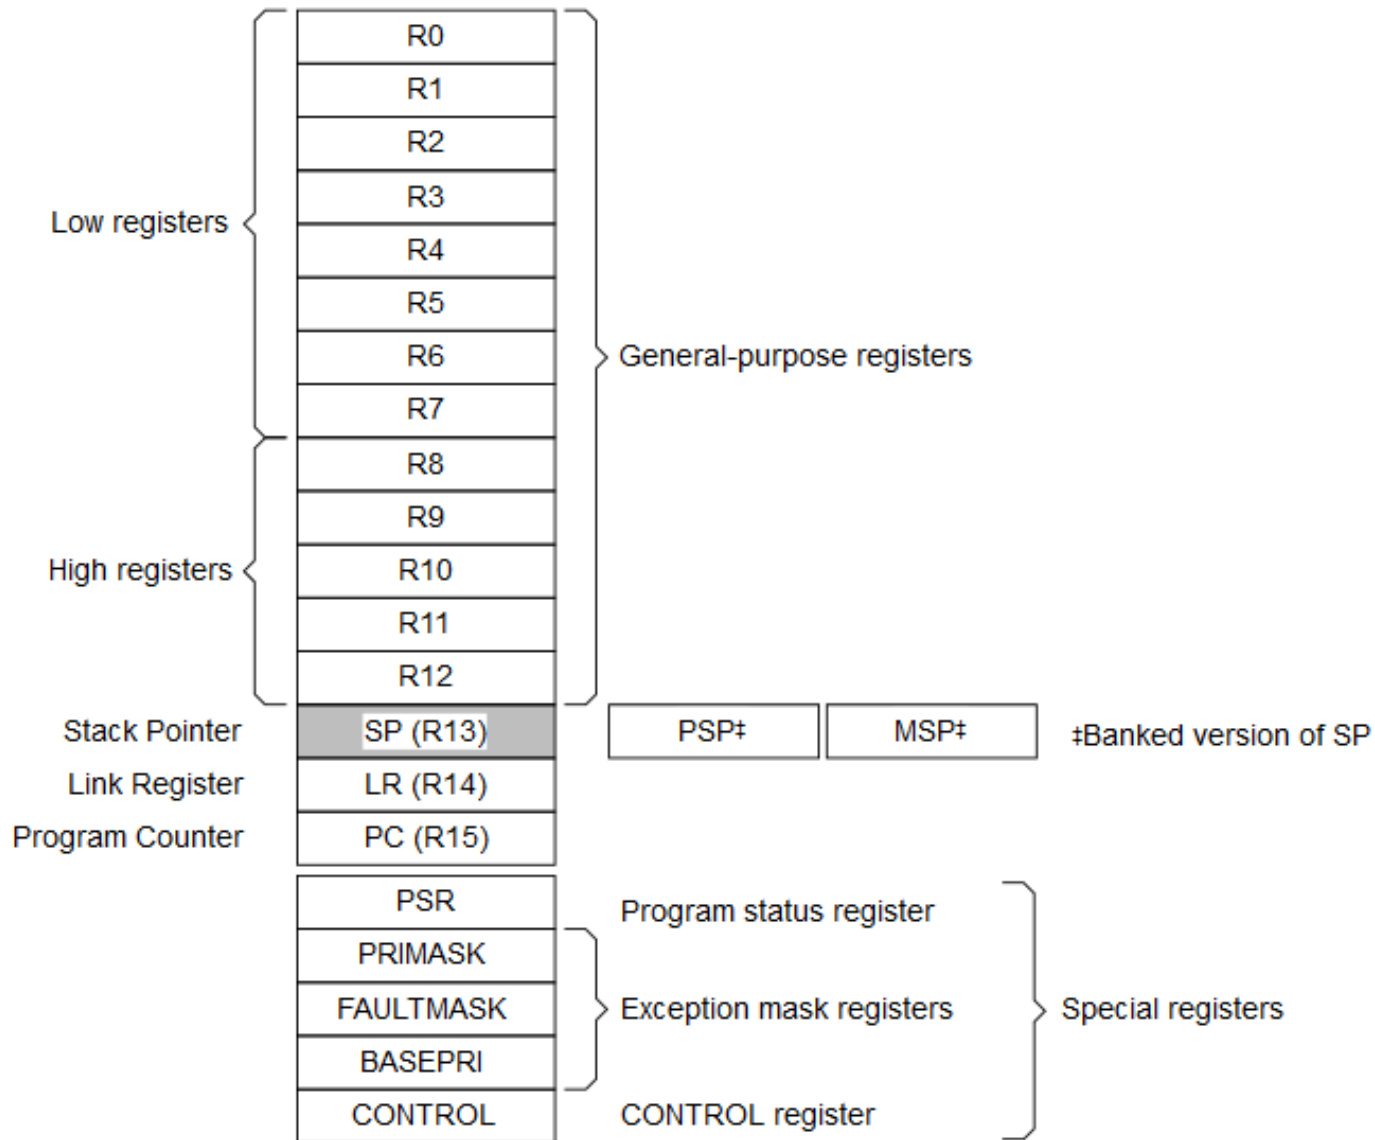 R0
R1
R2
Low registers
R3
R4
R5
R6
General-purpose registers
R7
R8
R9
High registers
R10
R11
R12
Stack Pointer
SP (R13)
PSP‡
MSP‡
‡Banked version of SP
Link Register
LR (R14)
Program Counter
PC (R15)
PSR
Program status register
PRIMASK
FAULTMASK
Exception mask registers
Special registers
BASEPRI
CONTROL
CONTROL register